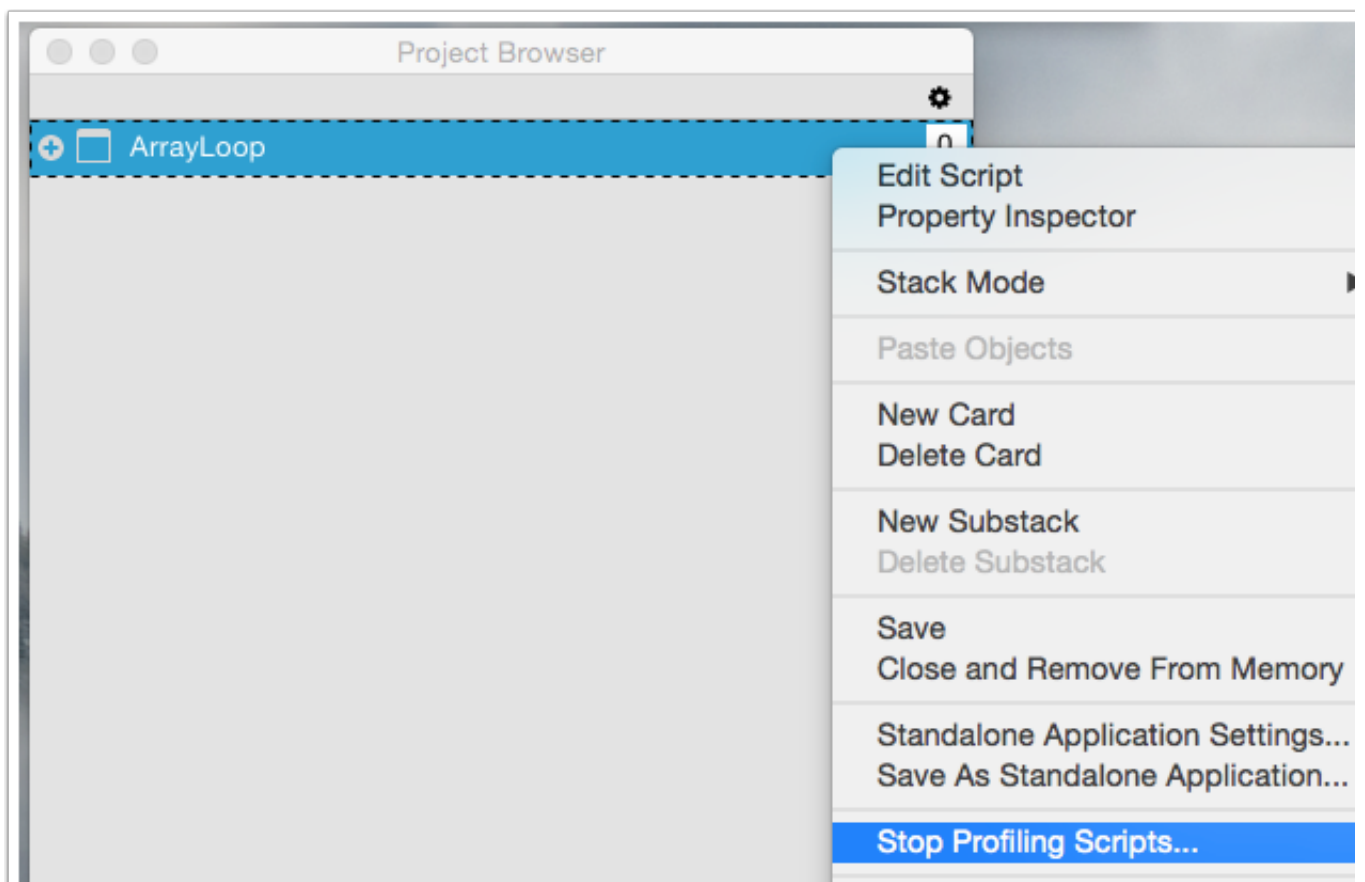 Project Browser
ArrayLoop
0
Edit Script
Property Inspector
Stack Mode
Paste Objects
New Card
Delete Card
New Substack
Delete Substack
Save
Close and Remove From Memory
Standalone Application Settings...
Save As Standalone Application...
Stop Profiling Scripts...